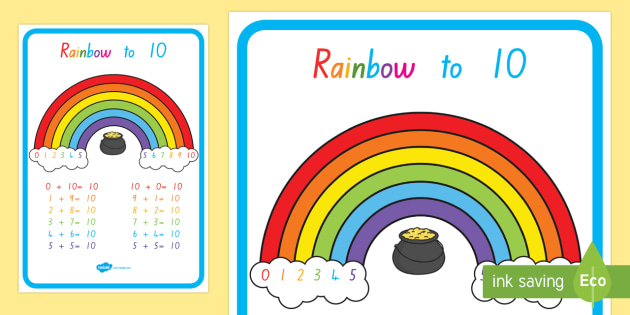 Rainbow to 10
0 1 2 3 4 5 5 6 7 8 9 10
0 + 10= 10 10 + 0= 10
1 + 9= 10 9 + 1= 10
2 + 8= 10 8 + 2= 10
3 + 7= 10 7 + 3= 10
4 + 6= 10 6 + 4= 10
5 + 5= 10 5 + 5= 10
twinkl
Rainbow to 10
0 1 2 3 4 5 5
ink saving Eco